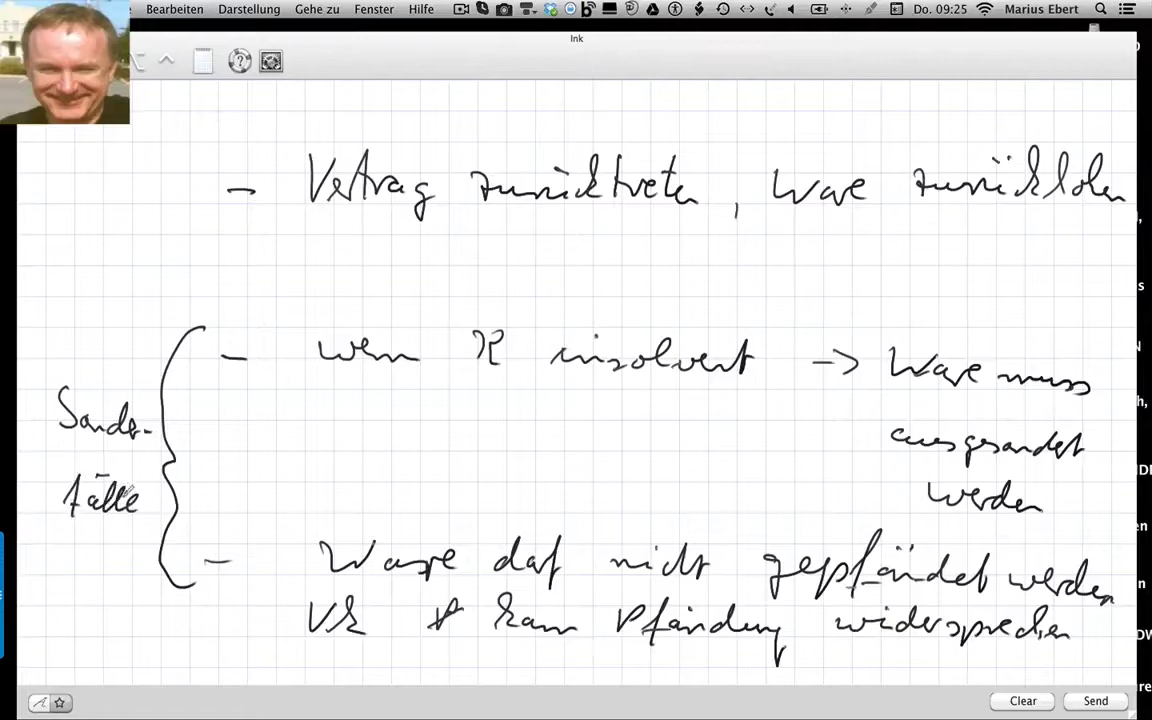 Bearbeiten Darstellung Gehe zu Fenster Hilfe Do. 09:25 Marius Ebert
Ink
- Vertrag zurücktreten, Ware zurückholen
Sonder-
fälle
- wenn K insolvent -> Ware muss
ausgesondert
werden
- Ware darf nicht gepfändet werden
VK kann Pfändung widersprechen
Clear Send